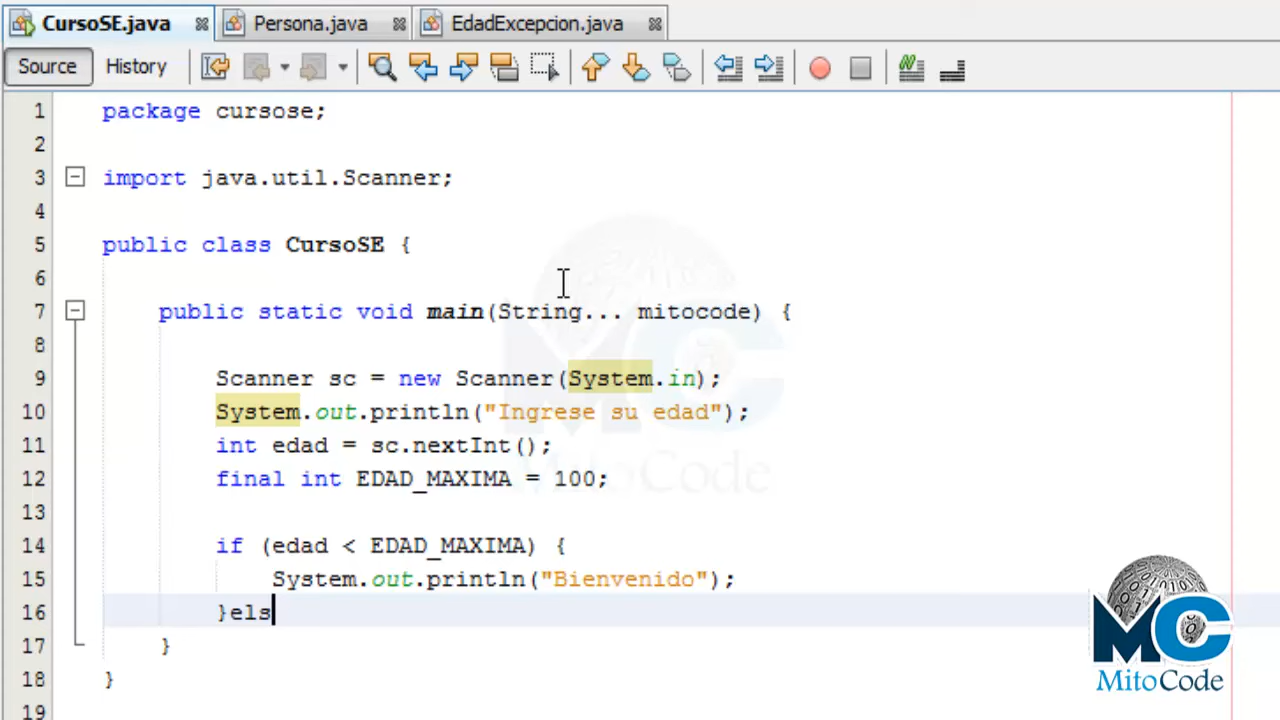 CursoSE.java Persona.java EdadExcepcion.java
Source History
1 package cursose;
2
3 import java.util.Scanner;
4
5 public class CursoSE {
6
7 public static void main(String... mitocode) {
8
9 Scanner sc = new Scanner(System.in);
10 System.out.println("Ingrese su edad");
11 int edad = sc.nextInt();
12 final int EDAD_MAXIMA = 100;
13
14 if (edad < EDAD_MAXIMA) {
15 System.out.println("Bienvenido");
16 }els
17 }
18 }
19
MitoCode
MC
MitoCode